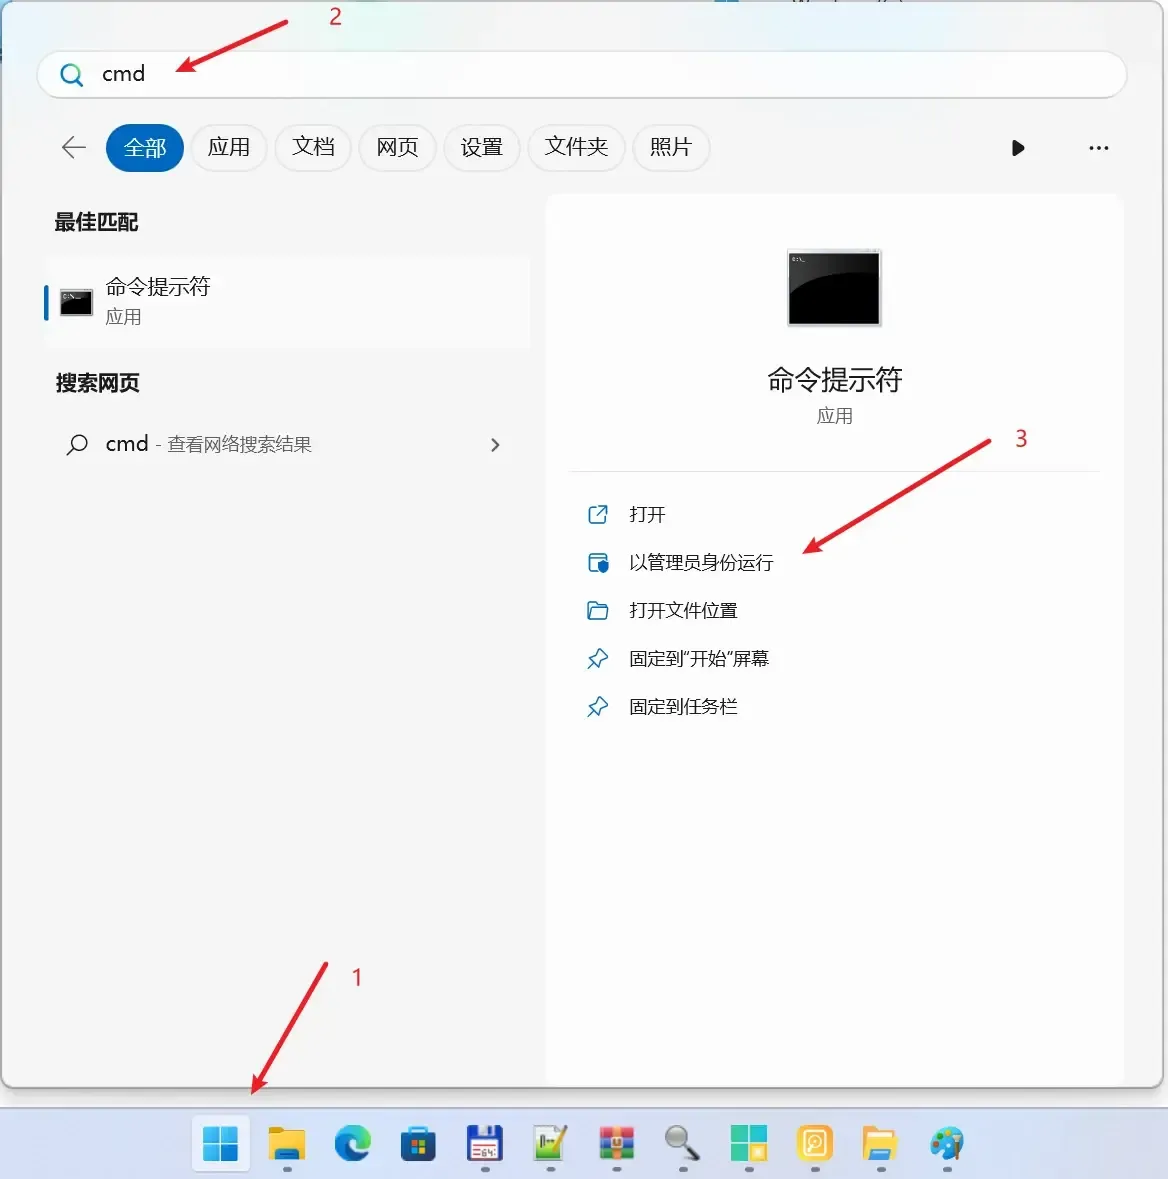 2
cmd
全部 应用 文档 网页 设置 文件夹 照片
最佳匹配
命令提示符
应用
搜索网页
cmd - 查看网络搜索结果
命令提示符
应用
3
打开
以管理员身份运行
打开文件位置
固定到"开始"屏幕
固定到任务栏
1